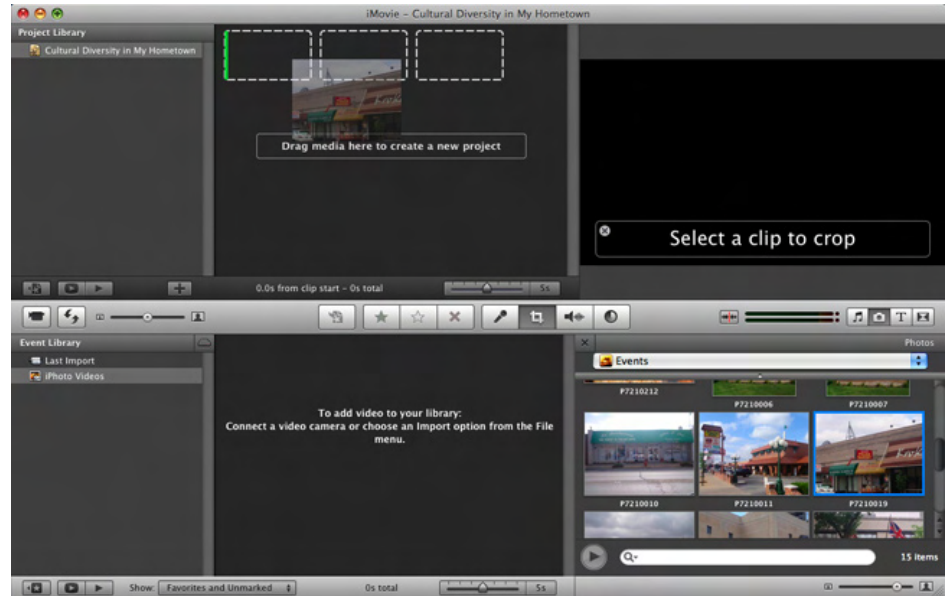 iMovie – Cultural Diversity in My Hometown
Project Library
Cultural Diversity in My Hometown
Drag media here to create a new project
Select a clip to crop
0.0s from clip start – 0s total
5s
T
Event Library
Last Import
iPhoto Videos
To add video to your library:
Connect a video camera or choose an Import option from the File
menu.
Photos
Events
P7210212
P7210006
P7210007
P7210010
P7210011
P7210019
15 items
Show:
Favorites and Unmarked
0s total
5s